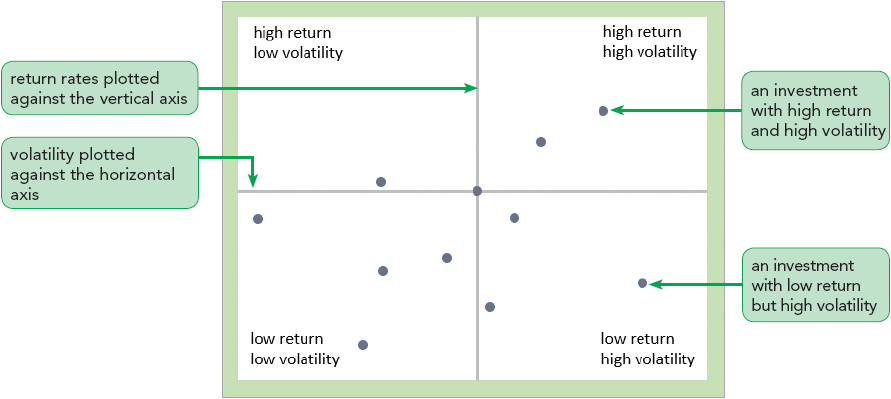 high return
low volatility
high return
high volatility
return rates plotted
against the vertical axis
an investment
with high return
and high volatility
volatility plotted
against the horizontal
axis
an investment
with low return
but high volatility
low return
low volatility
low return
high volatility